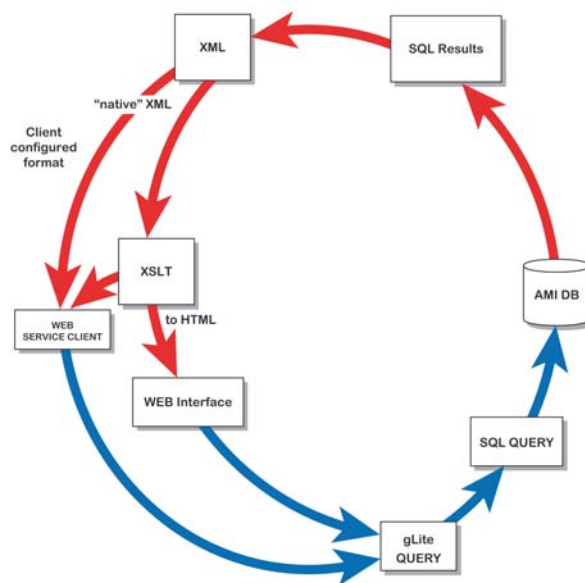 XML
SQL Results
“native” XML
Client
configured
format
XSLT
AMI DB
to HTML
WEB
SERVICE CLIENT
WEB Interface
SQL QUERY
gLite
QUERY